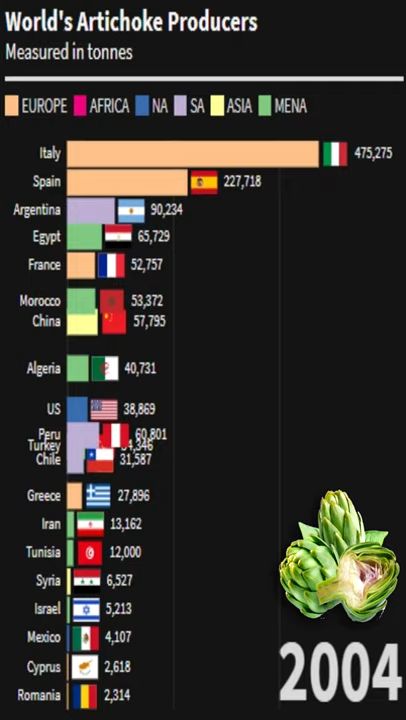 World's Artichoke Producers
Measured in tonnes
EUROPE AFRICA NA SA ASIA MENA
Italy 475,275
Spain 227,718
Argentina 90,234
Egypt 65,729
France 52,757
Morocco 53,372
China 57,795
Algeria 40,731
US 38,869
Peru 60,801
Turkey 34,346
Chile 31,587
Greece 27,896
Iran 13,162
Tunisia 12,000
Syria 6,527
Israel 5,213
Mexico 4,107
Cyprus 2,618
Romania 2,314
2004